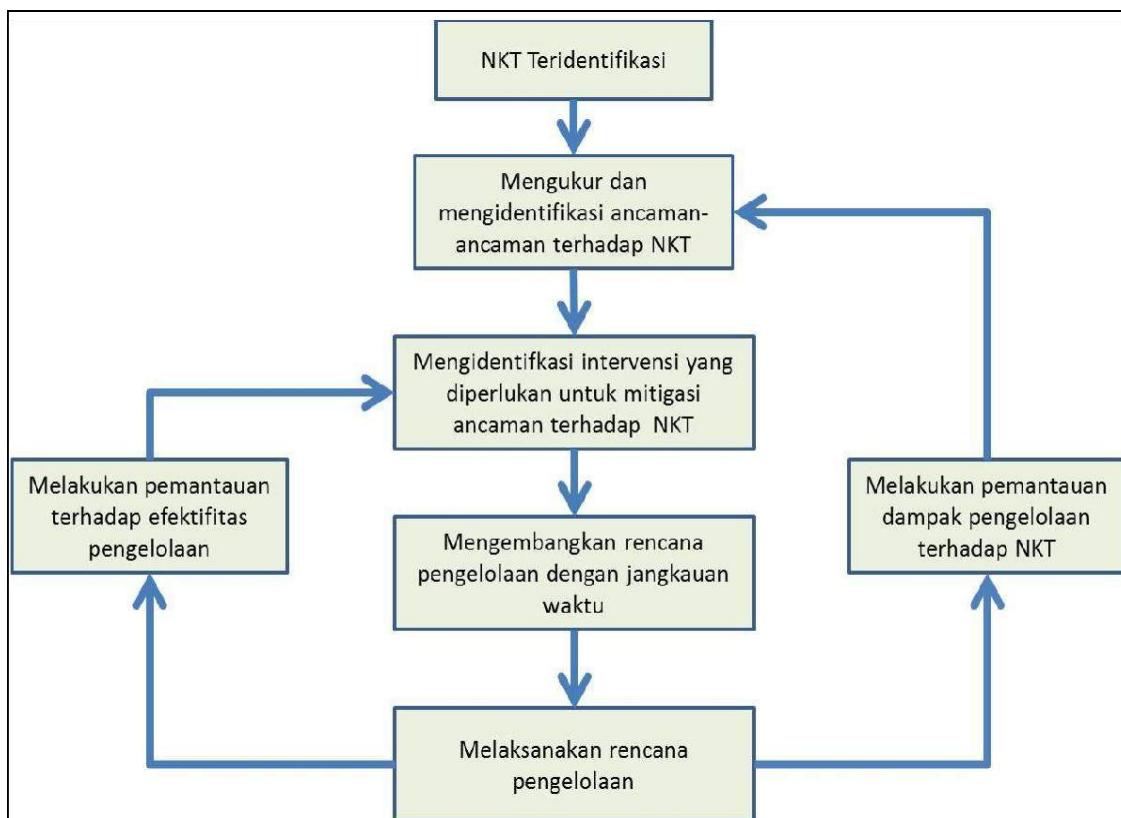 NKT Teridentifikasi
Mengukur dan
mengidentifikasi ancaman-
ancaman terhadap NKT
Mengidentifkasi intervensi yang
diperlukan untuk mitigasi
ancaman terhadap NKT
Melakukan pemantauan
terhadap efektifitas
pengelolaan
Mengembangkan rencana
pengelolaan dengan jangkauan
waktu
Melakukan pemantauan
dampak pengelolaan
terhadap NKT
Melaksanakan rencana
pengelolaan